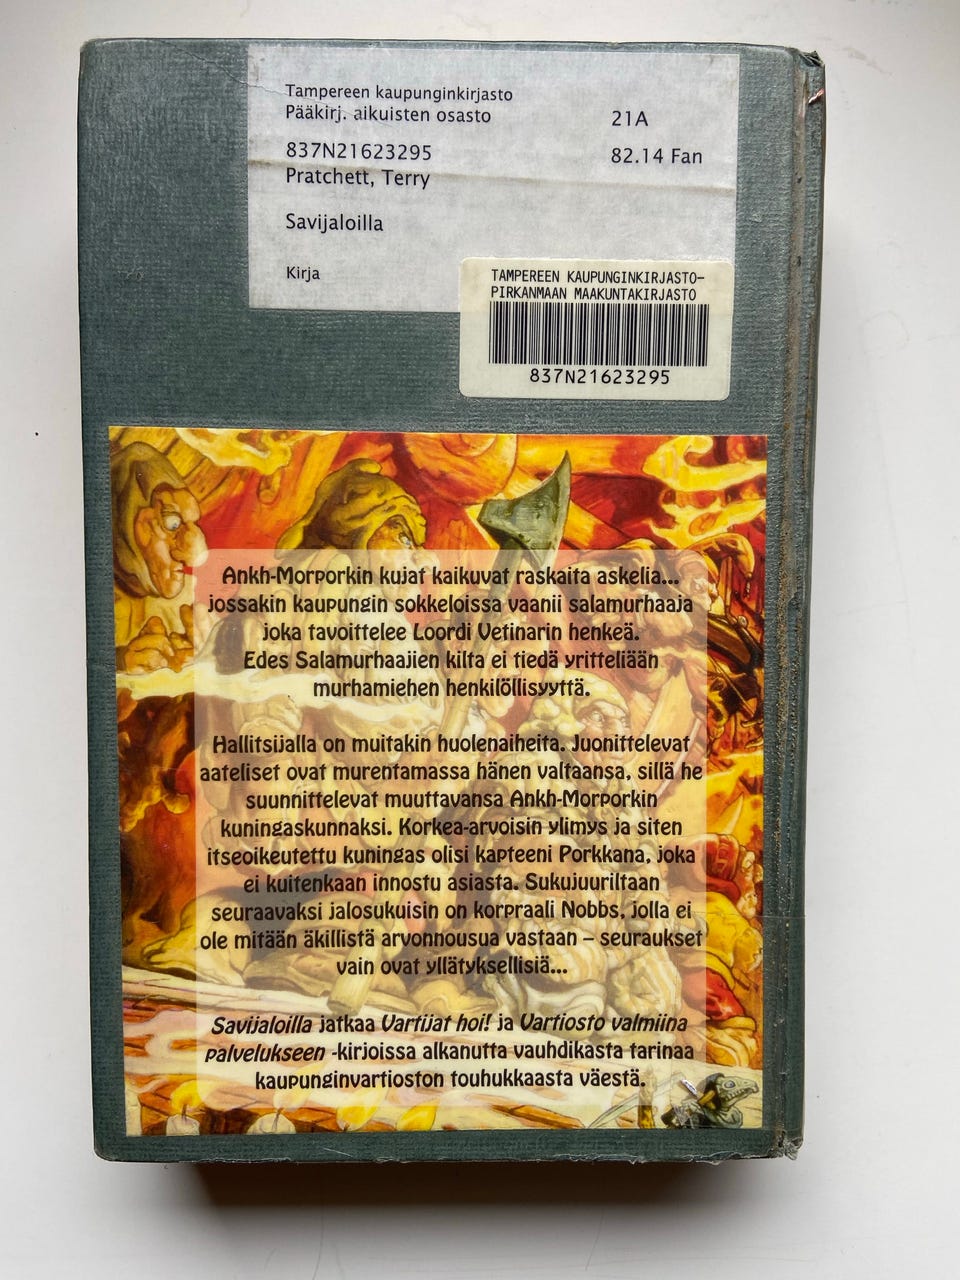 Tampereen kaupunginkirjasto
Pääkirj. aikuisten osasto
21A
837N21623295
82.14 Fan
Pratchett, Terry
Savijaloilla
Kirja
TAMPEREEN KAUPUNGINKIRJASTO-
PIRKANMAAN MAAKUNTAKIRJASTO
837N21623295
Ankh-Morporkin kujat kaikuvat raskaita askelia...
jossakin kaupungin sokkeloissa vaanii salamurhaaja
joka tavoittelee Loordi Vetinarin henkeä.
Edes Salamurhaajien kilta ei tiedä yritteliään
murhamiehen henkilöllisyyttä.
Hallitsijalla on muitakin huolenaiheita. Juonittelevat
aateliset ovat murentamassa hänen valtaansa, sillä he
suunnittelevat muuttavansa Ankh-Morporkin
kuningaskunnaksi. Korkea-arvoisin ylimys ja siten
itseoikeutettu kuningas olisi kapteeni Porkkana, joka
ei kuitenkaan innostu asiasta. Sukujuuriltaan
seuraavaksi jalosukuisin on korpraali Nobbs, jolla ei
ole mitään äkillistä arvonnousua vastaan – seuraukset
vain ovat yllätyksellisiä...
Savijaloilla jatkaa Vartijat hoi! ja Vartiosto valmiina
palvelukseen -kirjoissa alkanutta vauhdikasta tarinaa
kaupunginvartioston touhukkaasta väestä.